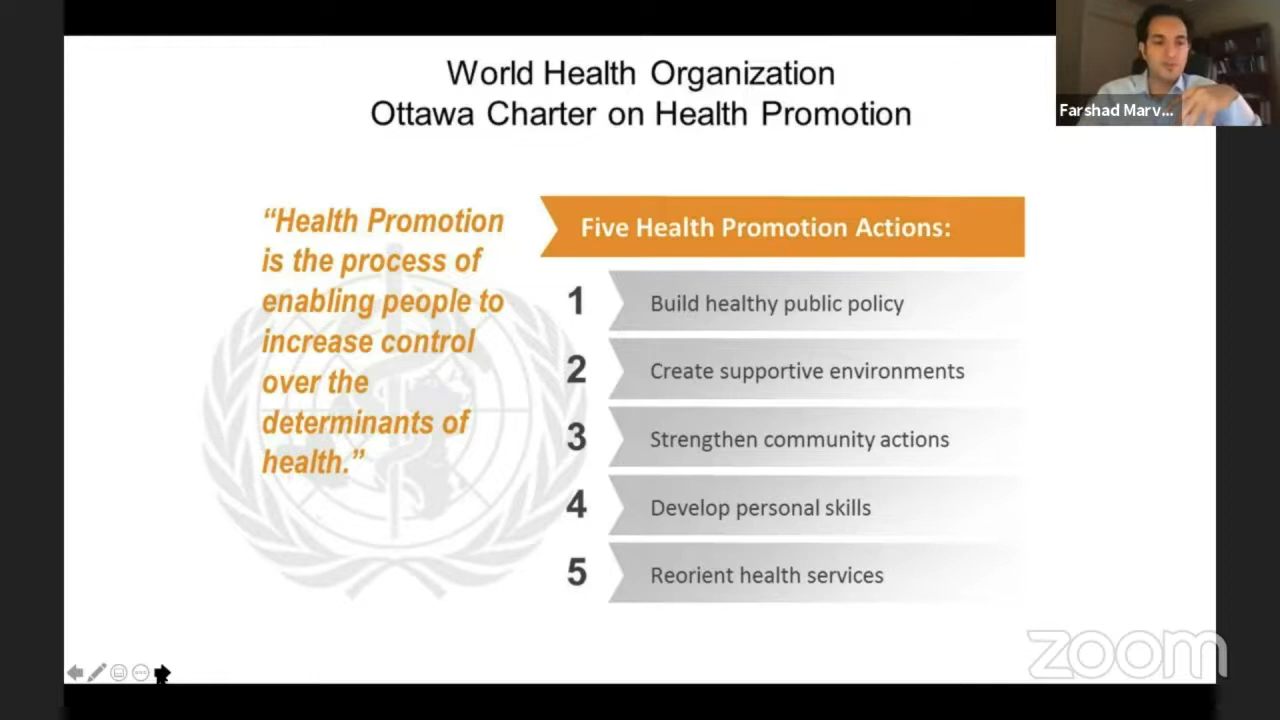 World Health Organization
Ottawa Charter on Health Promotion
Farshad Marv...
“Health Promotion
is the process of
enabling people to
increase control
over the
determinants of
health.”
Five Health Promotion Actions:
1 Build healthy public policy
2 Create supportive environments
3 Strengthen community actions
4 Develop personal skills
5 Reorient health services
zoom